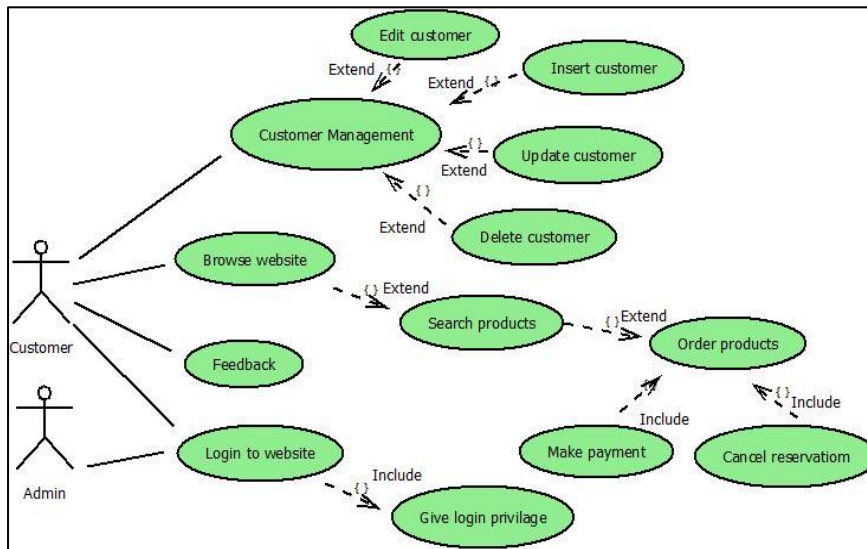 Edit customer
Extend { }
Insert customer
Extend { }
Customer Management
{ }
Update customer
Extend
{ }
Extend
Delete customer
Browse website
{ } Extend
Search products
{ } Extend
Order products
Customer
Feedback
{ }
Include
{ }
Include
Login to website
Make payment
Cancel reservatiom
Admin
Include
{ }
Give login privilage